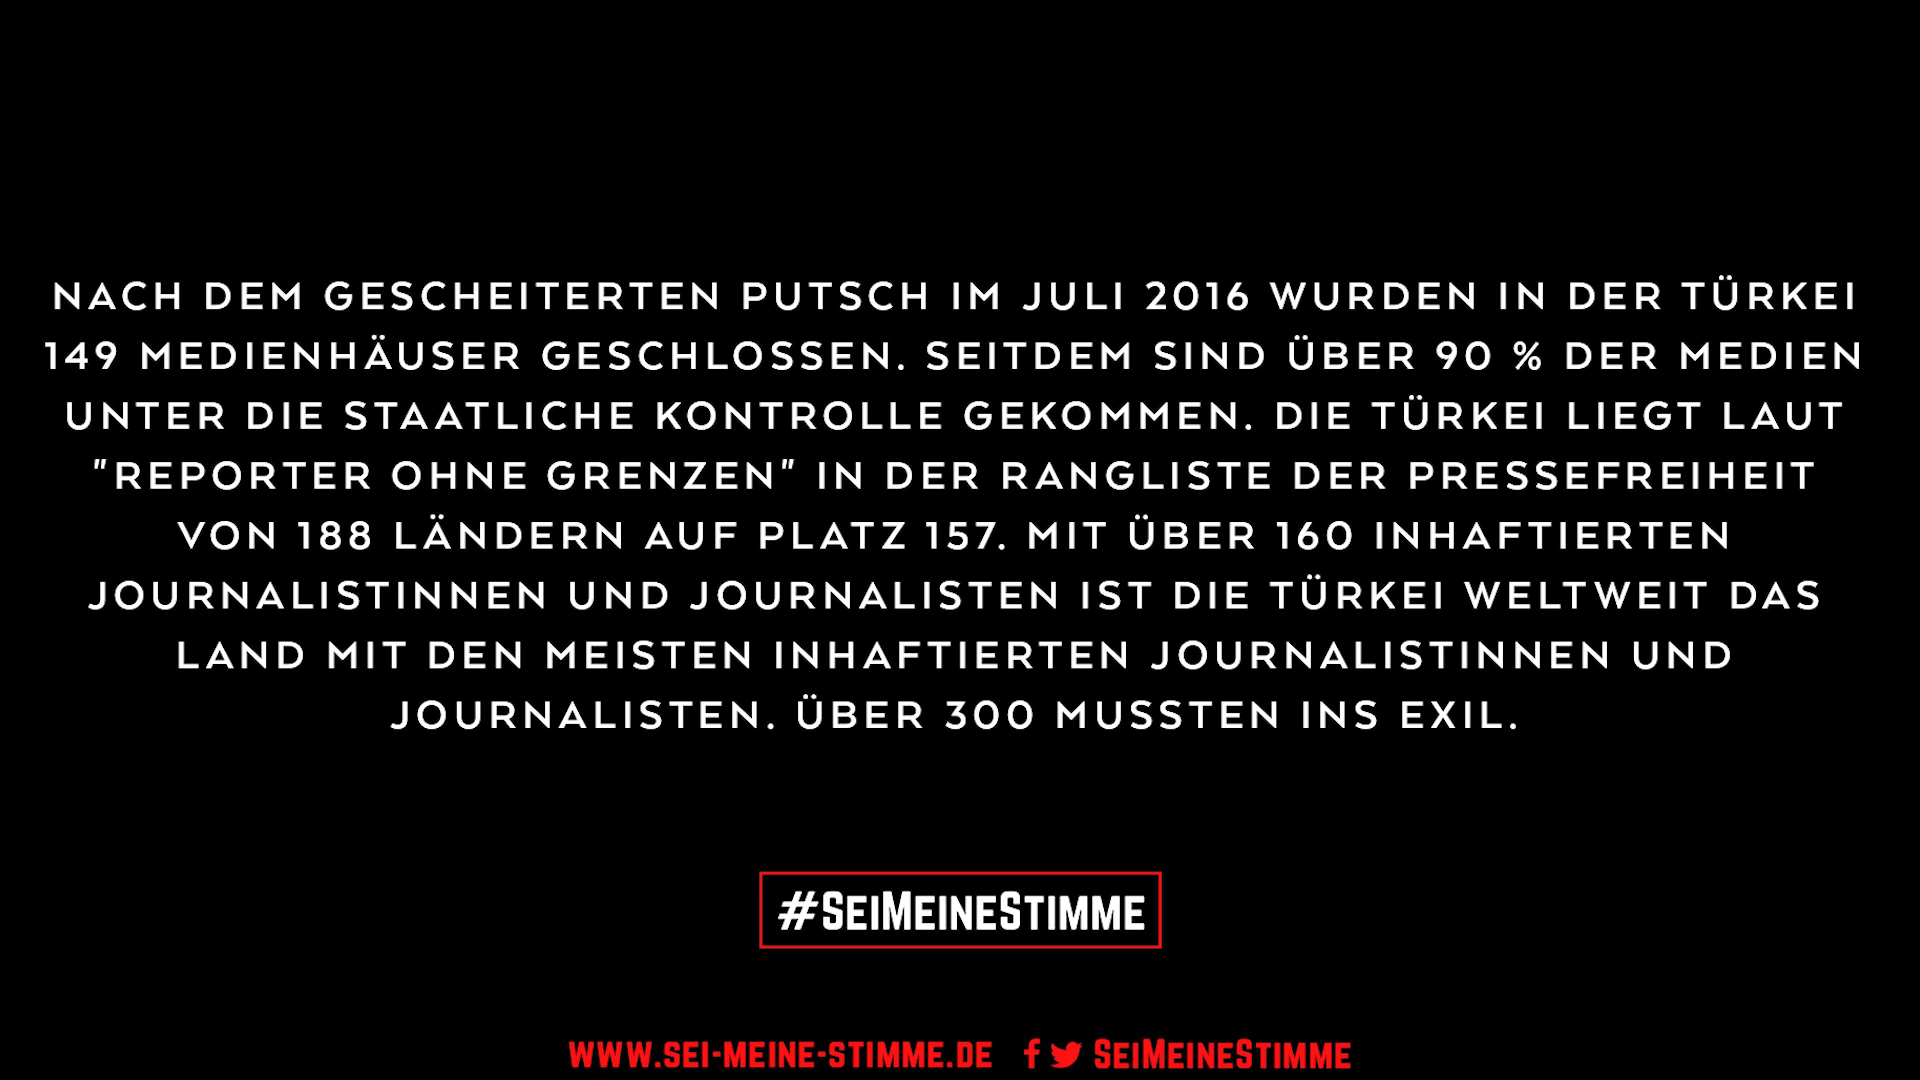 NACH DEM GESCHEITERTEN PUTSCH IM JULI 2016 WURDEN IN DER TÜRKEI
149 MEDIENHÄUSER GESCHLOSSEN. SEITDEM SIND ÜBER 90 % DER MEDIEN
UNTER DIE STAATLICHE KONTROLLE GEKOMMEN. DIE TÜRKEI LIEGT LAUT
"REPORTER OHNE GRENZEN" IN DER RANGLISTE DER PRESSEFREIHEIT
VON 188 LÄNDERN AUF PLATZ 157. MIT ÜBER 160 INHAFTIERTEN
JOURNALISTINNEN UND JOURNALISTEN IST DIE TÜRKEI WELTWEIT DAS
LAND MIT DEN MEISTEN INHAFTIERTEN JOURNALISTINNEN UND
JOURNALISTEN. ÜBER 300 MUSSTEN INS EXIL.
#SEIMEINESTIMME
WWW.SEI-MEINE-STIMME.DE f SEIMEINESTIMME